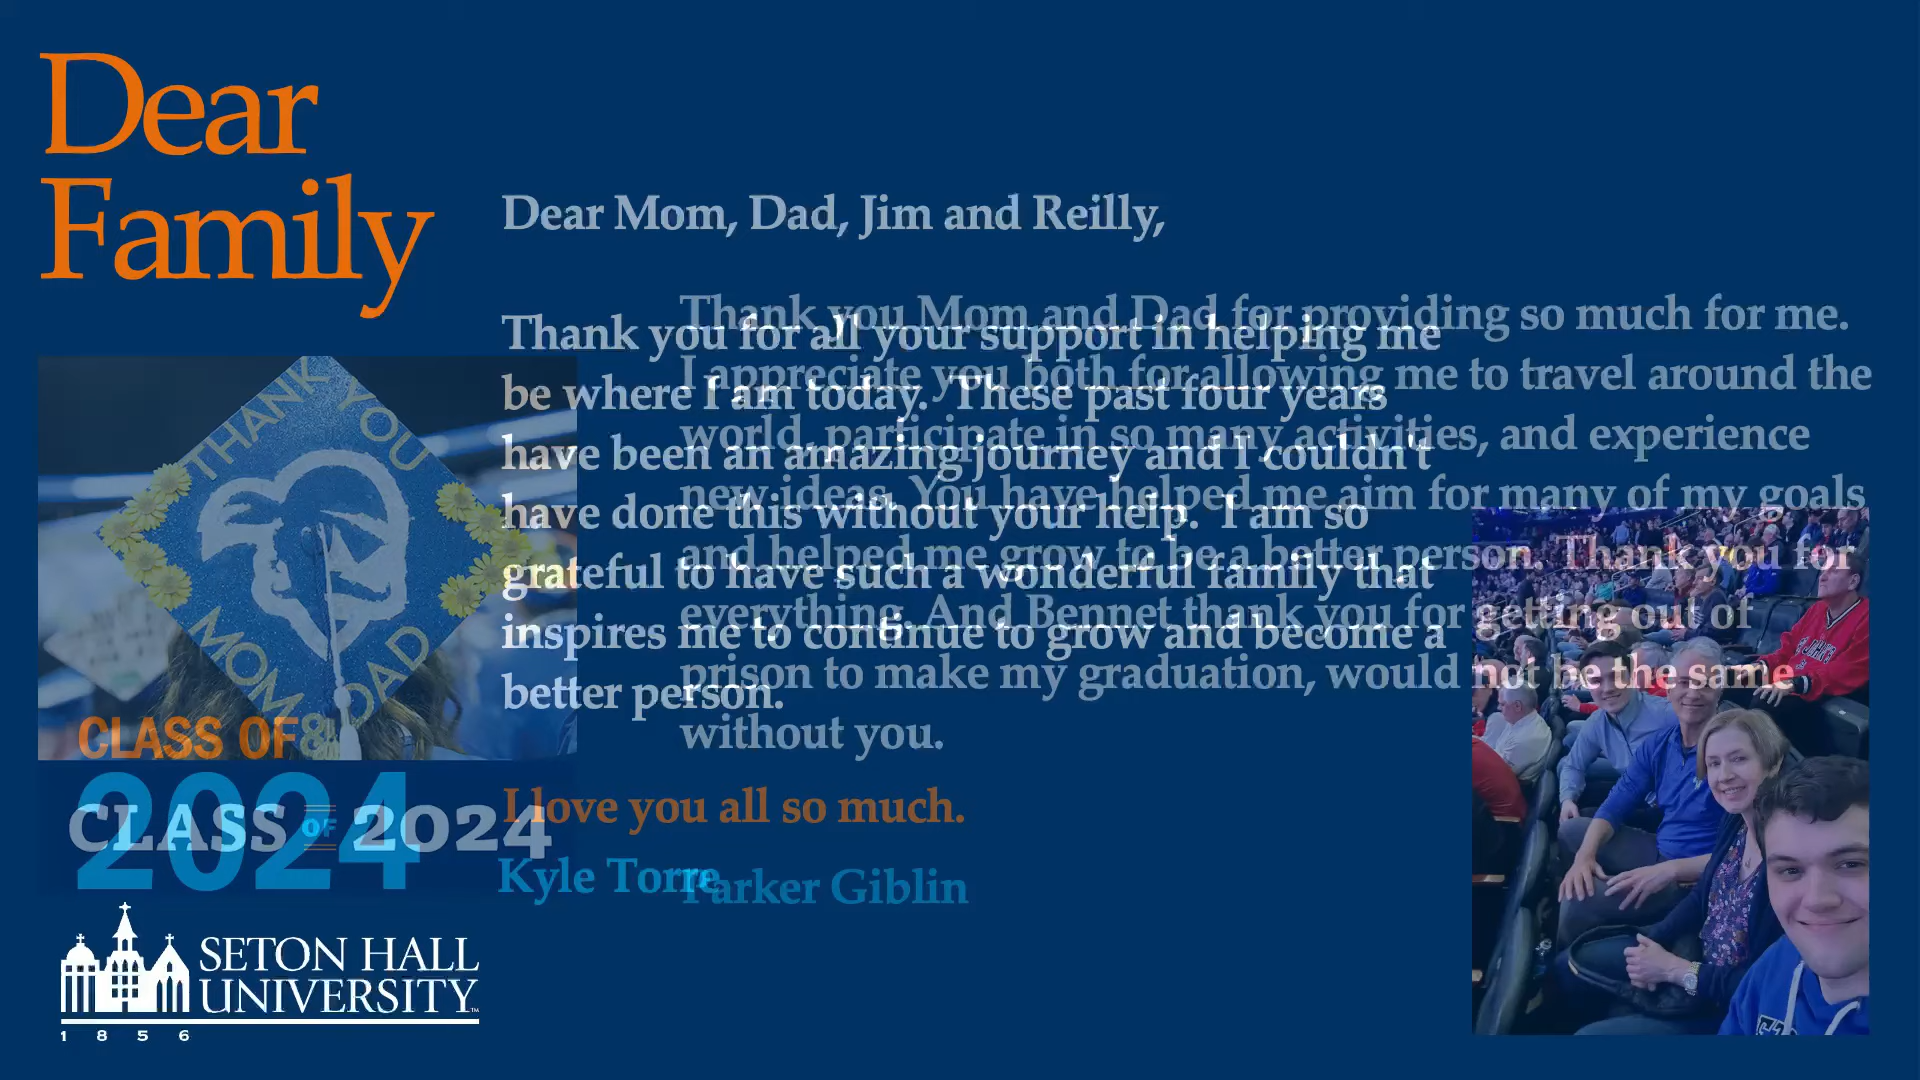 Dear
Family
Dear Mom, Dad, Jim and Reilly,
Thank you for all your support in helping me
be where I am today. These past four years
have been an amazing journey and I couldn't
have done this without your help. I am so
grateful to have such a wonderful family that
inspires me to continue to grow and become a
better person.
I love you all so much.
Kyle Torre
Thank you Mom and Dad for providing so much for me.
I appreciate you both for allowing me to travel around the
world, participate in so many activities, and experience
new ideas. You have helped me aim for many of my goals
and helped me grow to be a better person. Thank you for
everything. And Bennet thank you for getting out of
prison to make my graduation, would not be the same
without you.
Parker Giblin
THANK YOU
MOM & DAD
CLASS OF
2024
CLASS OF 2024
SETON HALL
UNIVERSITY
1856